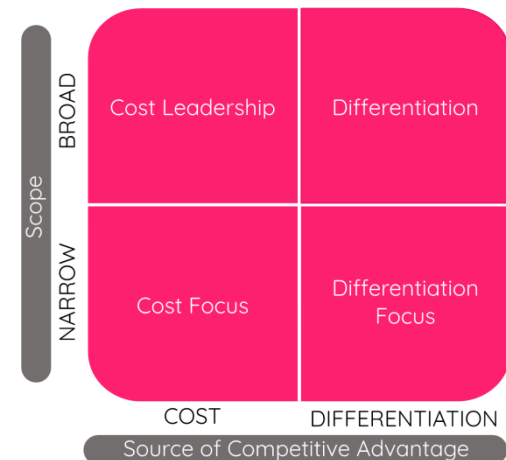 Scope
BROAD
Cost Leadership
Differentiation
NARROW
Cost Focus
Differentiation
Focus
COST
DIFFERENTIATION
Source of Competitive Advantage